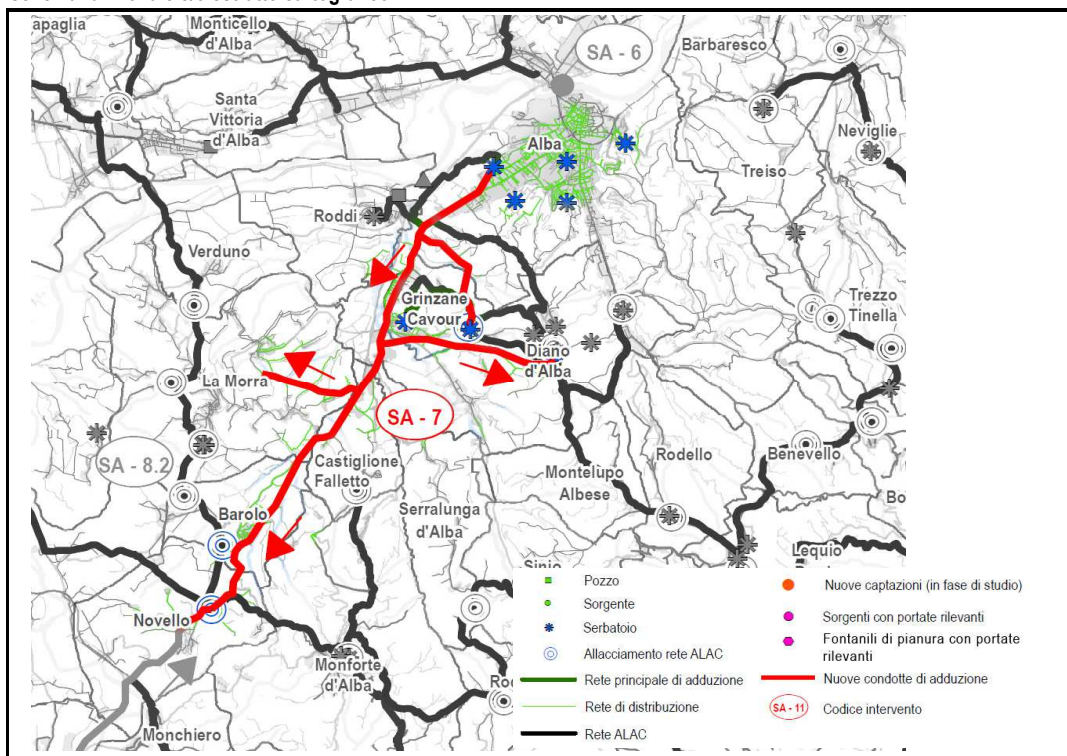 apaglia
Monticello
d'Alba
SA - 6
Barbaresco
Santa
Vittoria
d'Alba
Alba
Neviglie
Treiso
Roddi
Verduno
Grinzane
Cavour
Trezzo
Tinella
Diano
d'Alba
La Morra
SA - 7
SA - 8.2
Castiglione
Falletto
Rodello
Benevello
Montelupo
Albese
Bo
Barolo
Serralunga
d'Alba
Lequio
Sinio
Novello
Monforte
d'Alba
Roc
Monchiero
Pozzo
Sorgente
Serbatoio
Allacciamento rete ALAC
Rete principale di adduzione
Rete di distribuzione
Rete ALAC
Nuove captazioni (in fase di studio)
Sorgenti con portate rilevanti
Fontanili di pianura con portate
rilevanti
Nuove condotte di adduzione
SA - 11 Codice intervento